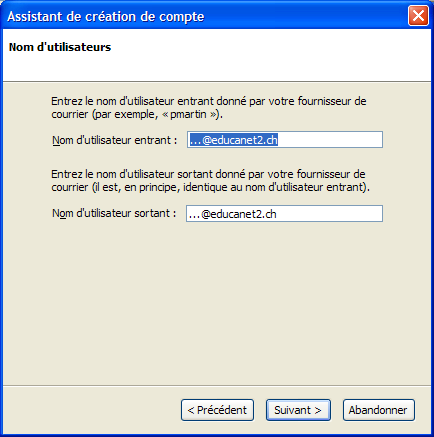 Assistant de création de compte
Nom d'utilisateurs
Entrez le nom d'utilisateur entrant donné par votre fournisseur de
courrier (par exemple, « pmartin »).
Nom d'utilisateur entrant : ...@educanet2.ch
Entrez le nom d'utilisateur sortant donné par votre fournisseur de
courrier (il est, en principe, identique au nom d'utilisateur entrant).
Nom d'utilisateur sortant : ...@educanet2.ch
< Précédent Suivant > Abandonner